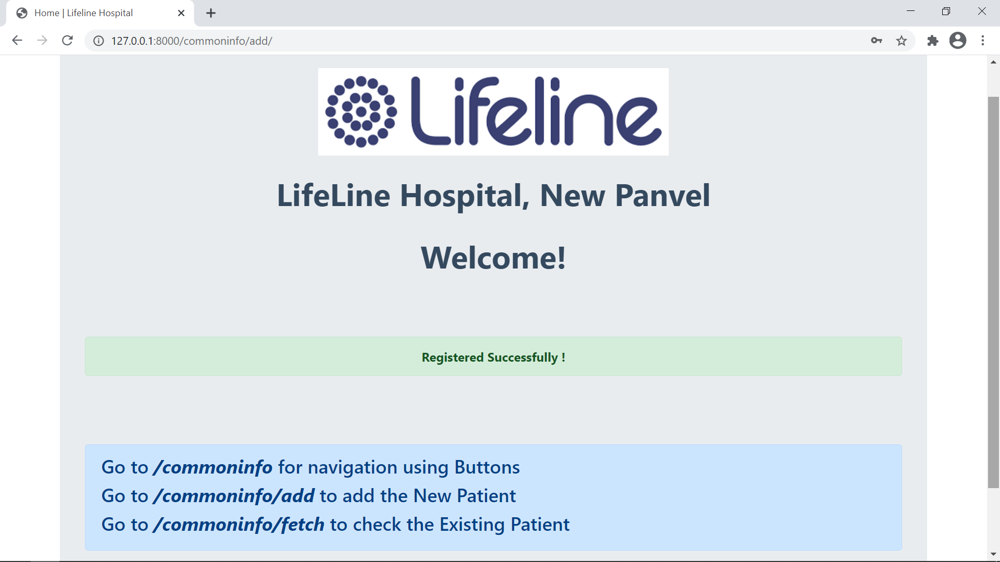 Home | Lifeline Hospital
127.0.0.1:8000/commoninfo/add/
Lifeline
LifeLine Hospital, New Panvel
Welcome!
Registered Successfully !
Go to /commoninfo for navigation using Buttons
Go to /commoninfo/add to add the New Patient
Go to /commoninfo/fetch to check the Existing Patient